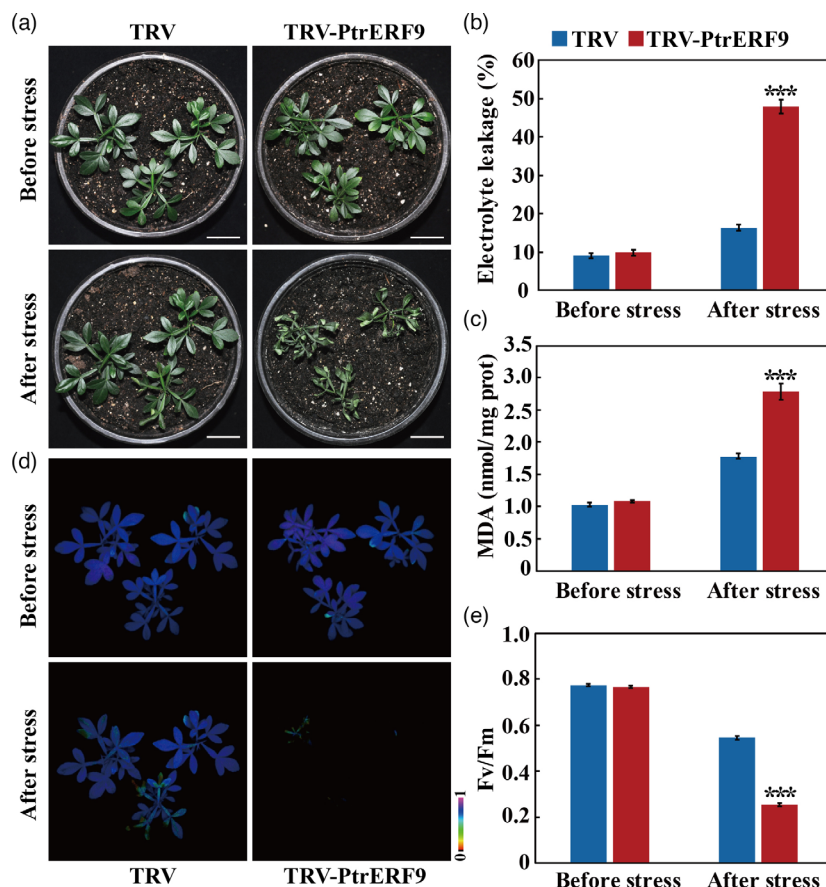 (a)
TRV
TRV-PtrERF9
Before stress
After stress
(d)
Before stress
After stress
0
1
TRV
TRV-PtrERF9
(b)
TRV
TRV-PtrERF9
Electrolyte leakage (%)
60
50
40
30
20
10
0
***
Before stress
After stress
(c)
MDA (nmol/mg prot)
3.5
3.0
2.5
2.0
1.5
1.0
0.5
0
***
Before stress
After stress
(e)
Fv/Fm
1.0
0.8
0.6
0.4
0.2
0
***
Before stress
After stress